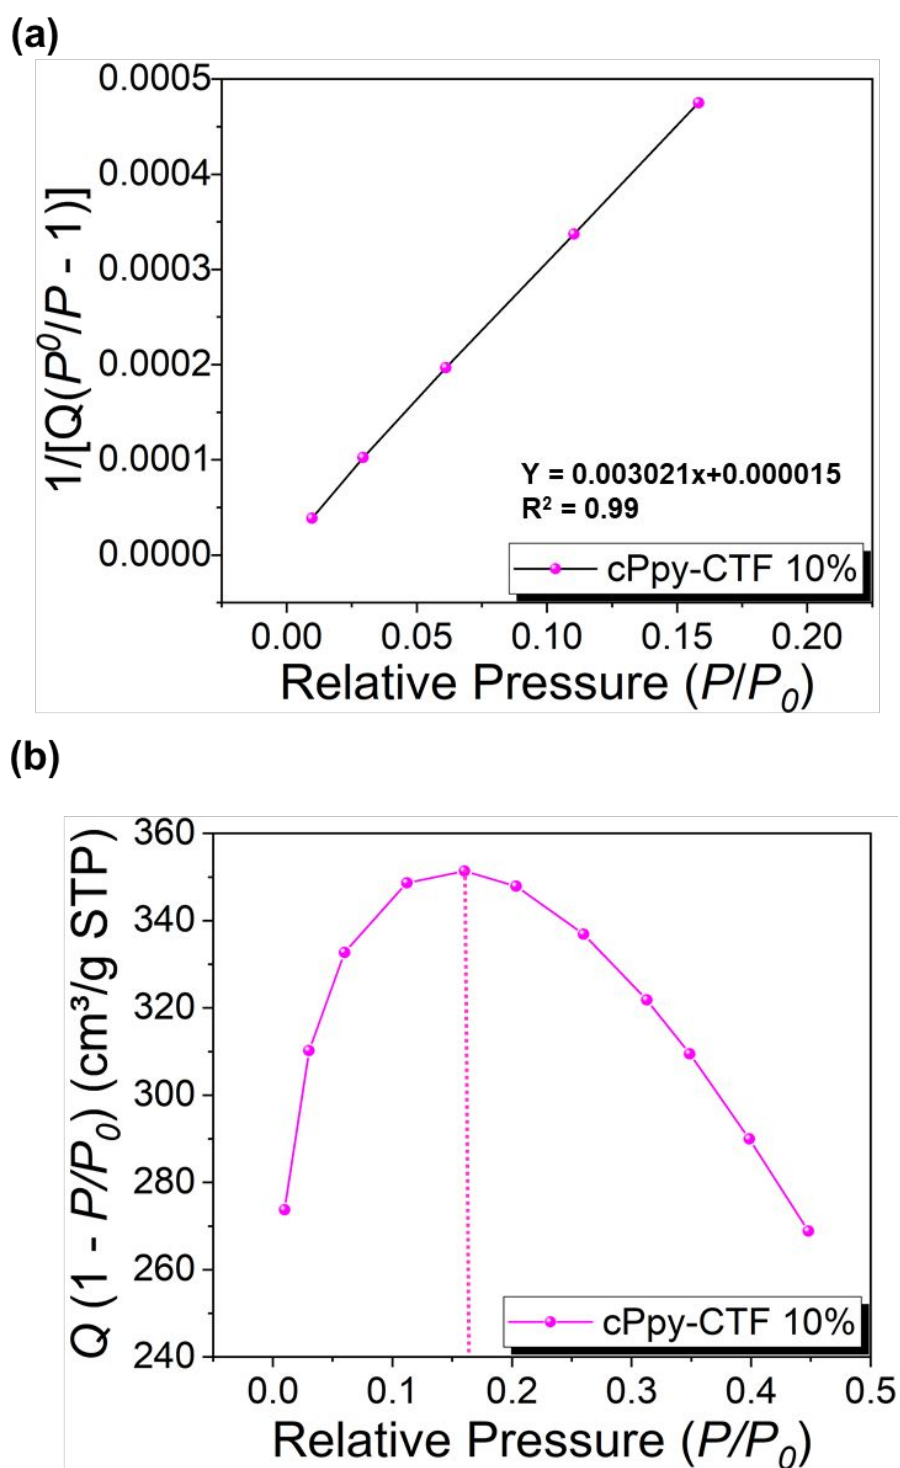 (a)
0.0005
0.0004
0.0003
0.0002
0.0001
0.0000
1/[Q(P⁰/P - 1)]
Y = 0.003021x+0.000015
R² = 0.99
cPpy-CTF 10%
0.00 0.05 0.10 0.15 0.20
Relative Pressure (P/P₀)
(b)
360
340
320
300
280
260
240
Q (1 - P/P₀) (cm³/g STP)
cPpy-CTF 10%
0.0 0.1 0.2 0.3 0.4 0.5
Relative Pressure (P/P₀)